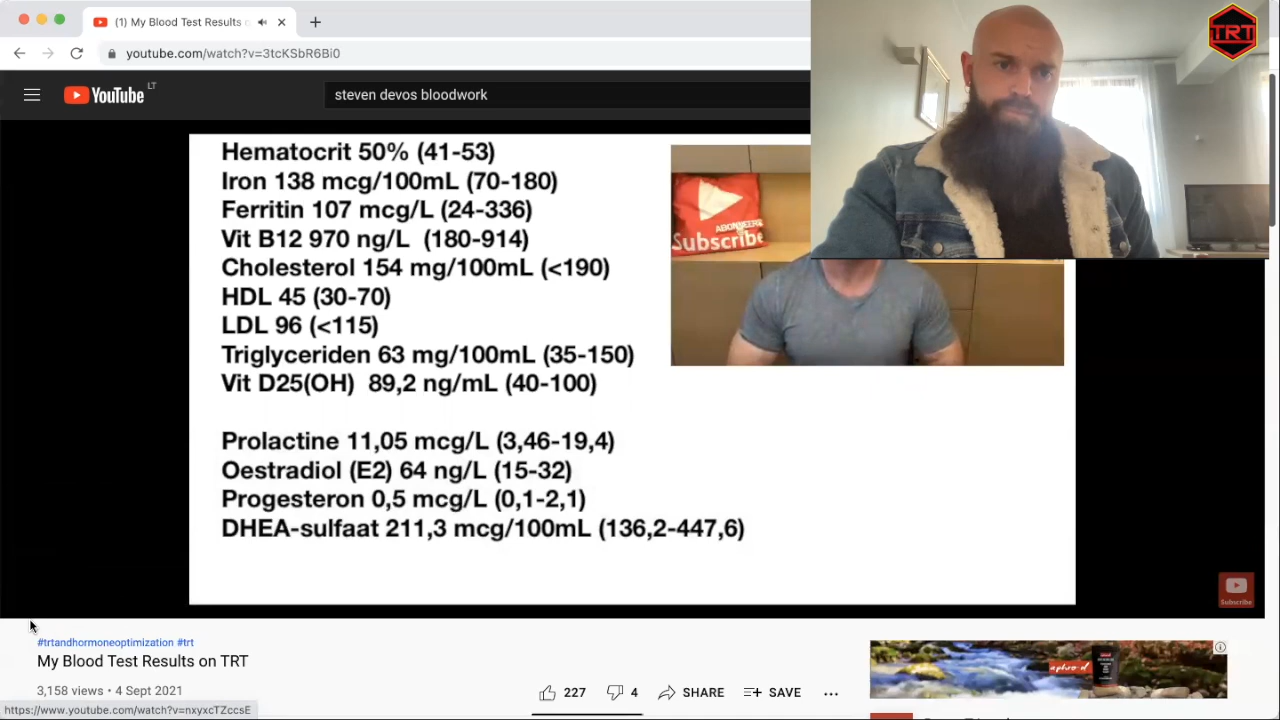 (1) My Blood Test Results o
youtube.com/watch?v=3tcKSbR6Bi0
TRT
YouTube LT
steven devos bloodwork
Hematocrit 50% (41-53)
Iron 138 mcg/100mL (70-180)
Ferritin 107 mcg/L (24-336)
Vit B12 970 ng/L (180-914)
Cholesterol 154 mg/100mL (<190)
HDL 45 (30-70)
LDL 96 (<115)
Triglyceriden 63 mg/100mL (35-150)
Vit D25(OH) 89,2 ng/mL (40-100)
Prolactine 11,05 mcg/L (3,46-19,4)
Oestradiol (E2) 64 ng/L (15-32)
Progesteron 0,5 mcg/L (0,1-2,1)
DHEA-sulfaat 211,3 mcg/100mL (136,2-447,6)
Subscribe
Subscribe
#trtandhormoneoptimization #trt
My Blood Test Results on TRT
3,158 views • 4 Sept 2021
227
4
SHARE
SAVE
aphro-d
https://www.youtube.com/watch?v=nxyxcTZccsE